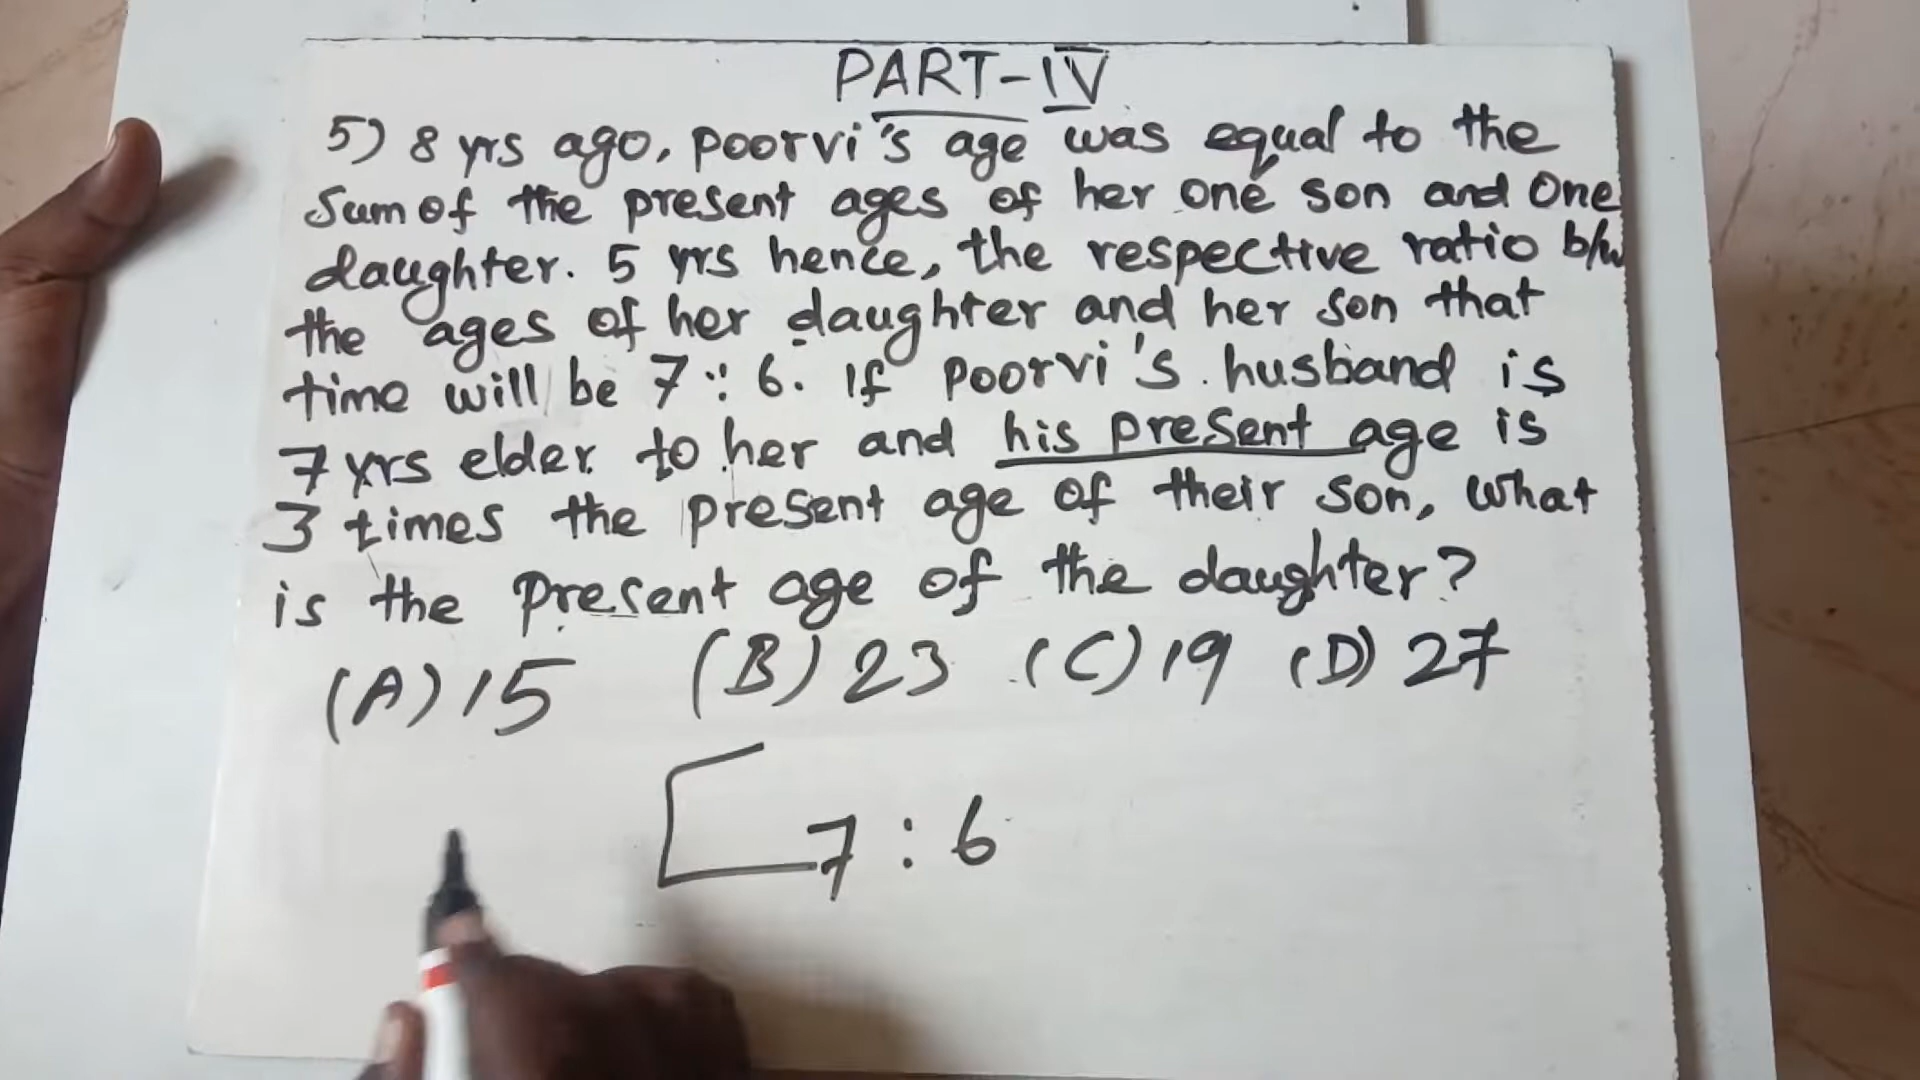 PART-IV
5) 8 yrs ago, poorvi's age was equal to the
sum of the present ages of her one son and One
daughter. 5 yrs hence, the respective ratio b/w
the ages of her daughter and her son that
time will be 7:6. If poorvi's husband is
7 yrs elder to her and his present age is
3 times the present age of their son, what
is the present age of the daughter?
(A) 15 (B) 23 (C) 19 (D) 27
7 : 6